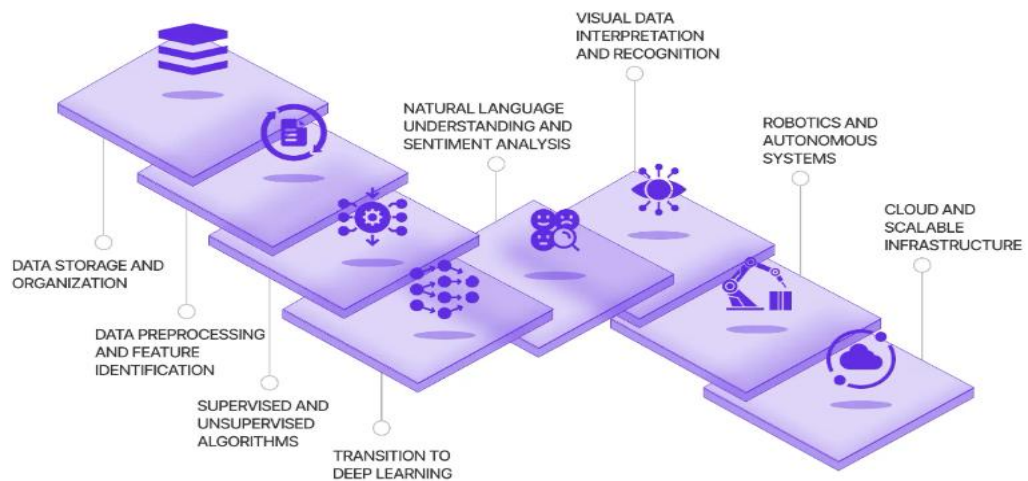 VISUAL DATA
INTERPRETATION
AND RECOGNITION
NATURAL LANGUAGE
UNDERSTANDING AND
SENTIMENT ANALYSIS
ROBOTICS AND
AUTONOMOUS
SYSTEMS
CLOUD AND
SCALABLE
INFRASTRUCTURE
DATA STORAGE AND
ORGANIZATION
DATA PREPROCESSING
AND FEATURE
IDENTIFICATION
SUPERVISED AND
UNSUPERVISED
ALGORITHMS
TRANSITION TO
DEEP LEARNING